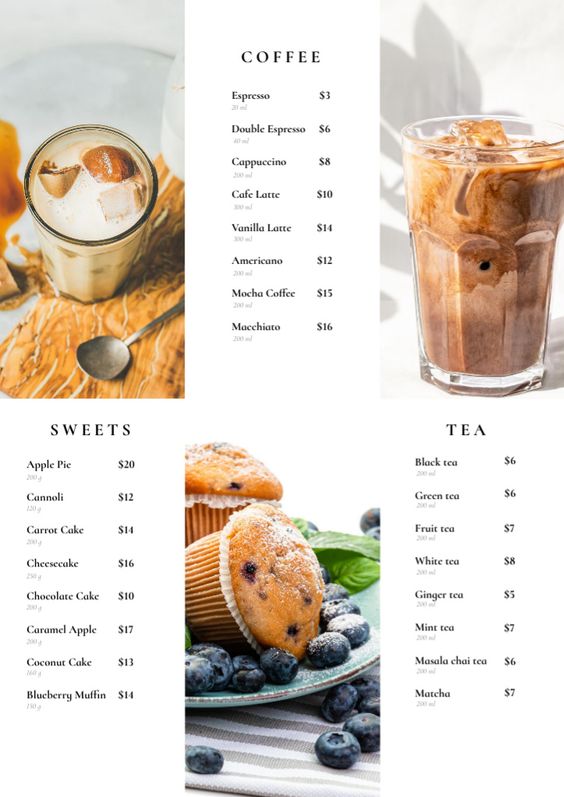 COFFEE
Espresso $3
20 ml
Double Espresso $6
40 ml
Cappuccino $8
200 ml
Cafe Latte $10
300 ml
Vanilla Latte $14
300 ml
Americano $12
200 ml
Mocha Coffee $15
200 ml
Macchiato $16
200 ml
SWEETS
Apple Pie $20
200 g
Cannoli $12
120 g
Carrot Cake $14
200 g
Cheesecake $16
250 g
Chocolate Cake $10
200 g
Caramel Apple $17
200 g
Coconut Cake $13
160 g
Blueberry Muffin $14
150 g
TEA
Black tea $6
200 ml
Green tea $6
200 ml
Fruit tea $7
200 ml
White tea $8
200 ml
Ginger tea $5
200 ml
Mint tea $7
200 ml
Masala chai tea $6
200 ml
Matcha $7
200 ml